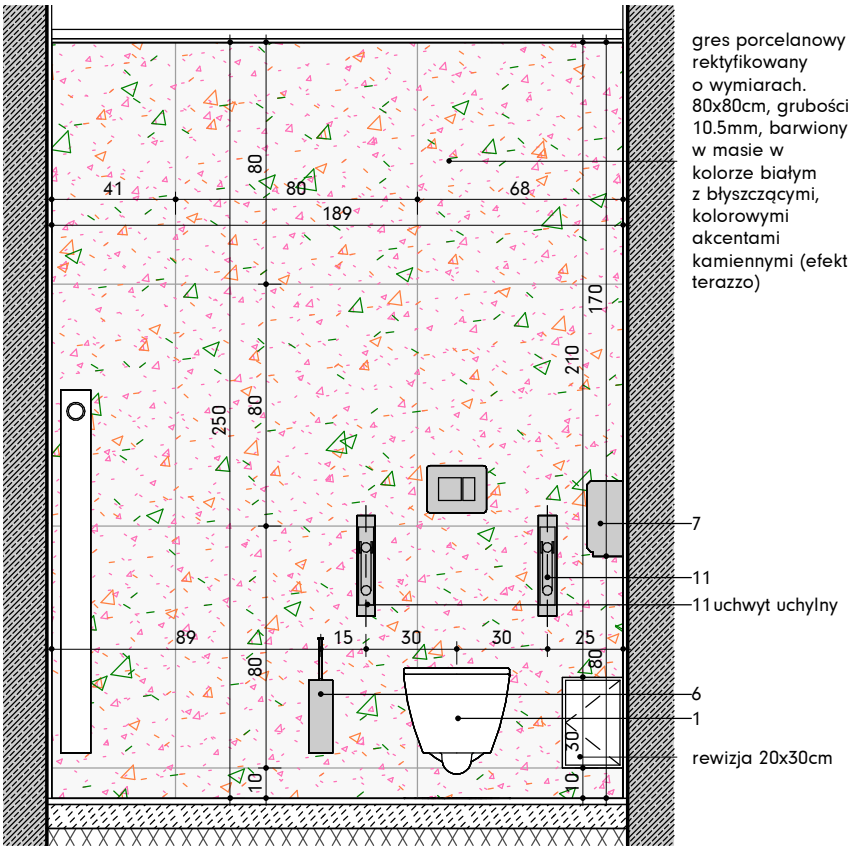 gres porcelanowy
rektyfikowany
o wymiarach.
80x80cm, grubości
10.5mm, barwiony
w masie w
kolorze białym
z błyszczącymi,
kolorowymi
akcentami
kamiennymi (efekt
terazzo)
80
41
80
68
189
170
210
250
80
7
11
11 uchwyt uchylny
89
15
30
30
25
80
80
6
1
30
rewizja 20x30cm
10
10